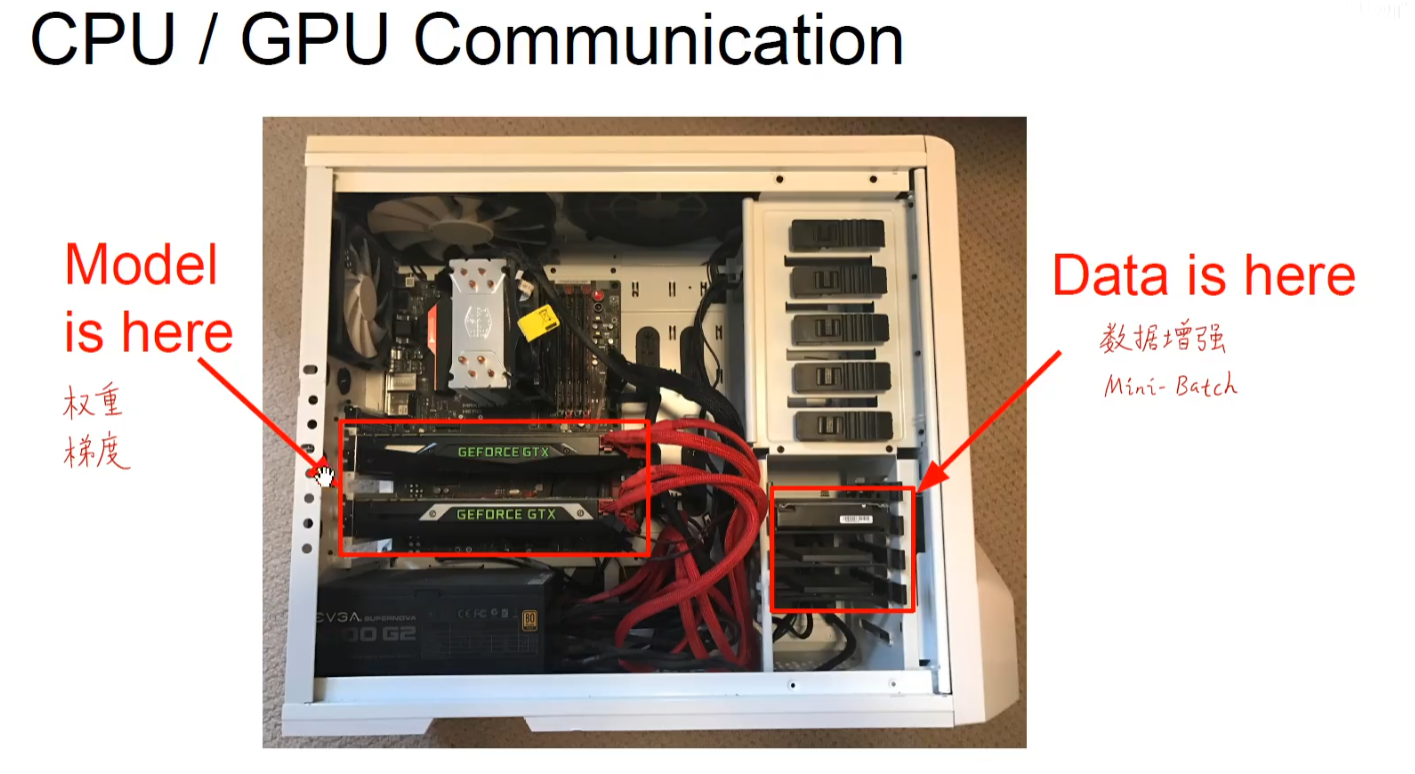 CPU / GPU Communication
Model
is here
权重
梯度
Data is here
数据增强
Mini-Batch
GEFORCE GTX
GEFORCE GTX
EVGA SUPERNOVA
00 G2
80